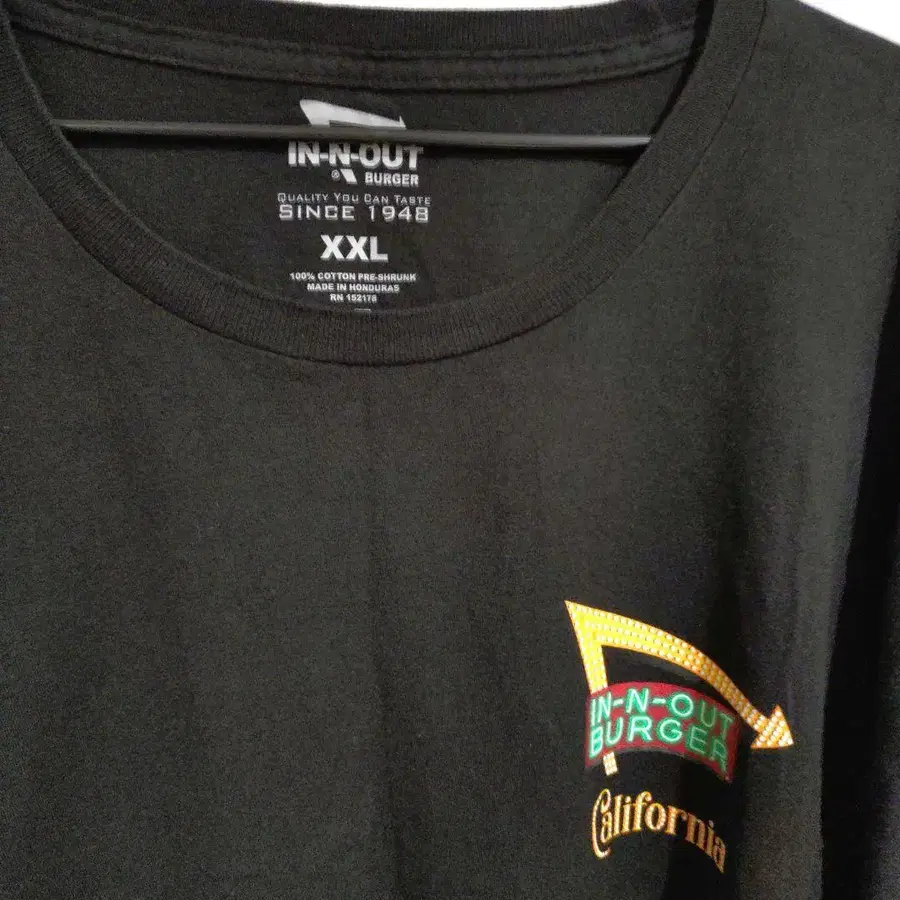 IN-N-OUT
® BURGER
QUALITY YOU CAN TASTE
SINCE 1948
XXL
100% COTTON PRE-SHRUNK
MADE IN HONDURAS
RN 152178
IN-N-OUT
BURGER
California